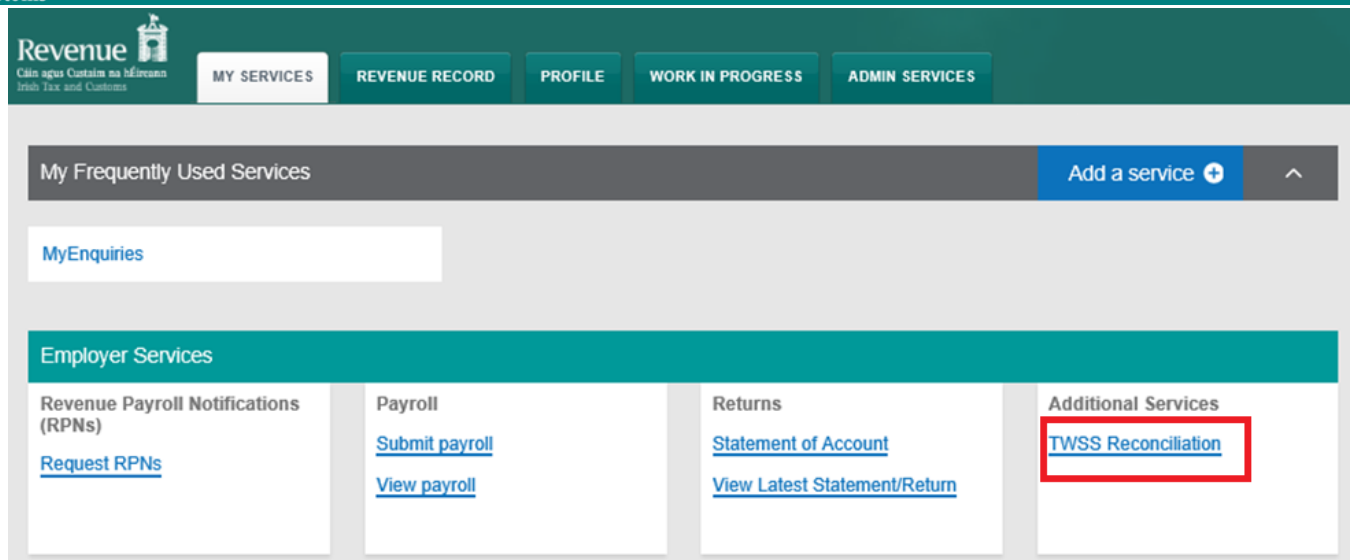 Revenue
Cáin agus Custaim na hÉireann
Irish Tax and Customs
MY SERVICES
REVENUE RECORD
PROFILE
WORK IN PROGRESS
ADMIN SERVICES
My Frequently Used Services
Add a service
MyEnquiries
Employer Services
Revenue Payroll Notifications
(RPNs)
Request RPNs
Payroll
Submit payroll
View payroll
Returns
Statement of Account
View Latest Statement/Return
Additional Services
TWSS Reconciliation